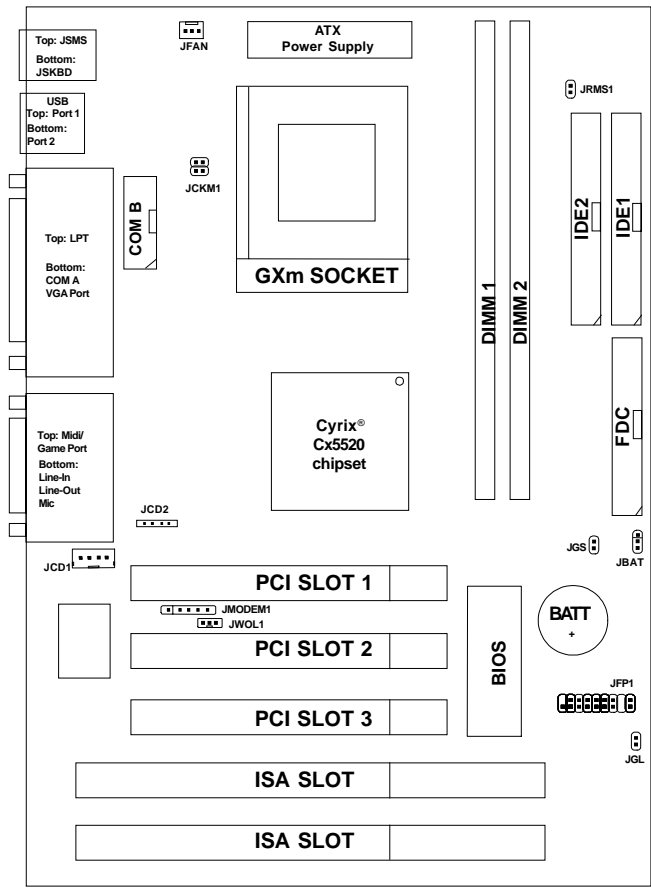 Top: JSMS
Bottom:
JSKBD
JFAN
ATX
Power Supply
USB
Top: Port 1
Bottom:
Port 2
JRMS1
JCKM1
COM B
Top: LPT
Bottom:
COM A
VGA Port
GXm SOCKET
DIMM 1
DIMM 2
IDE2
IDE1
Cyrix®
Cx5520
chipset
FDC
Top: Midi/
Game Port
Bottom:
Line-In
Line-Out
Mic
JCD2
JCD1
JGS
JBAT
PCI SLOT 1
JMODEM1
JWOL1
PCI SLOT 2
BIOS
BATT
+
JFP1
PCI SLOT 3
JGL
ISA SLOT
ISA SLOT